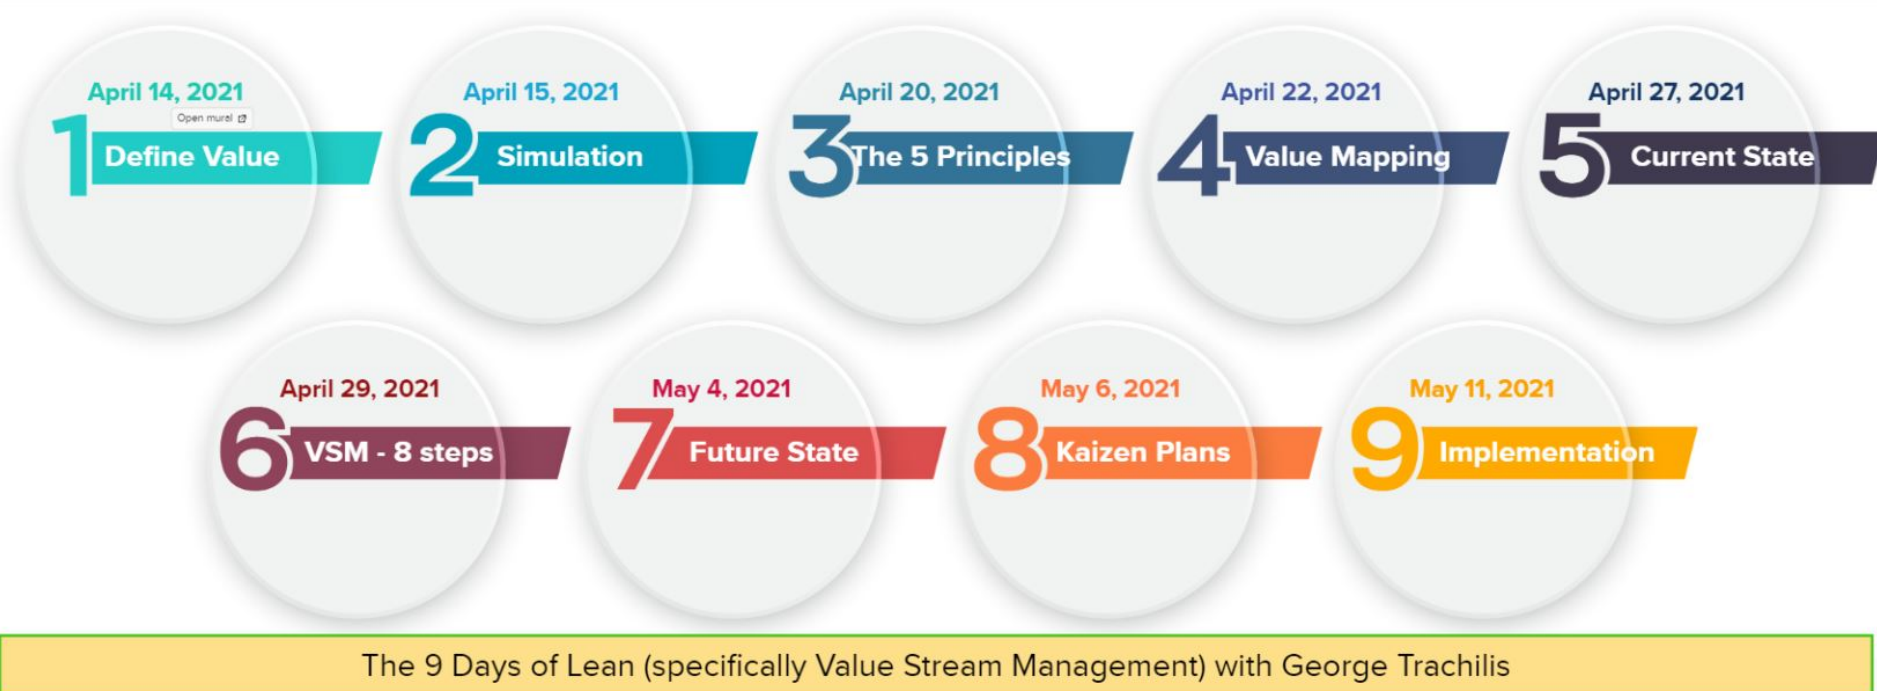 April 14, 2021
Open mural
1
Define Value
April 15, 2021
2
Simulation
April 20, 2021
3
The 5 Principles
April 22, 2021
4
Value Mapping
April 27, 2021
5
Current State
April 29, 2021
6
VSM - 8 steps
May 4, 2021
7
Future State
May 6, 2021
8
Kaizen Plans
May 11, 2021
9
Implementation
The 9 Days of Lean (specifically Value Stream Management) with George Trachilis